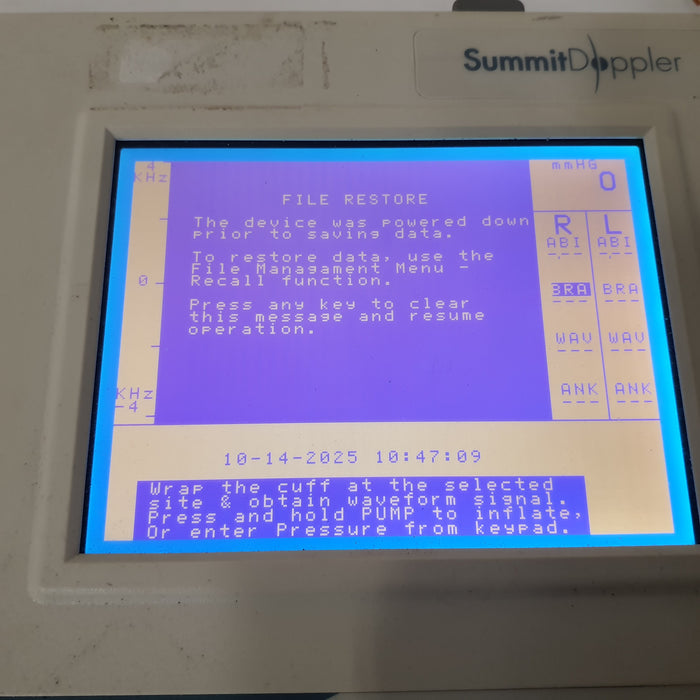 SummitDoppler
4
KHz
0
KHz
-4
mmHG
0
FILE RESTORE
The device was powered down
prior to saving data.
To restore data, use the
File Managament Menu -
Recall function.
Press any key to clear
this message and resume
operation.
R L
ABI ABI
--.-- --.--
BRA BRA
--- ---
WAV WAV
--- ---
ANK ANK
--- ---
10-14-2025 10:47:09
Wrap the cuff at the selected
site & obtain waveform signal.
Press and hold PUMP to inflate,
Or enter Pressure from keypad.